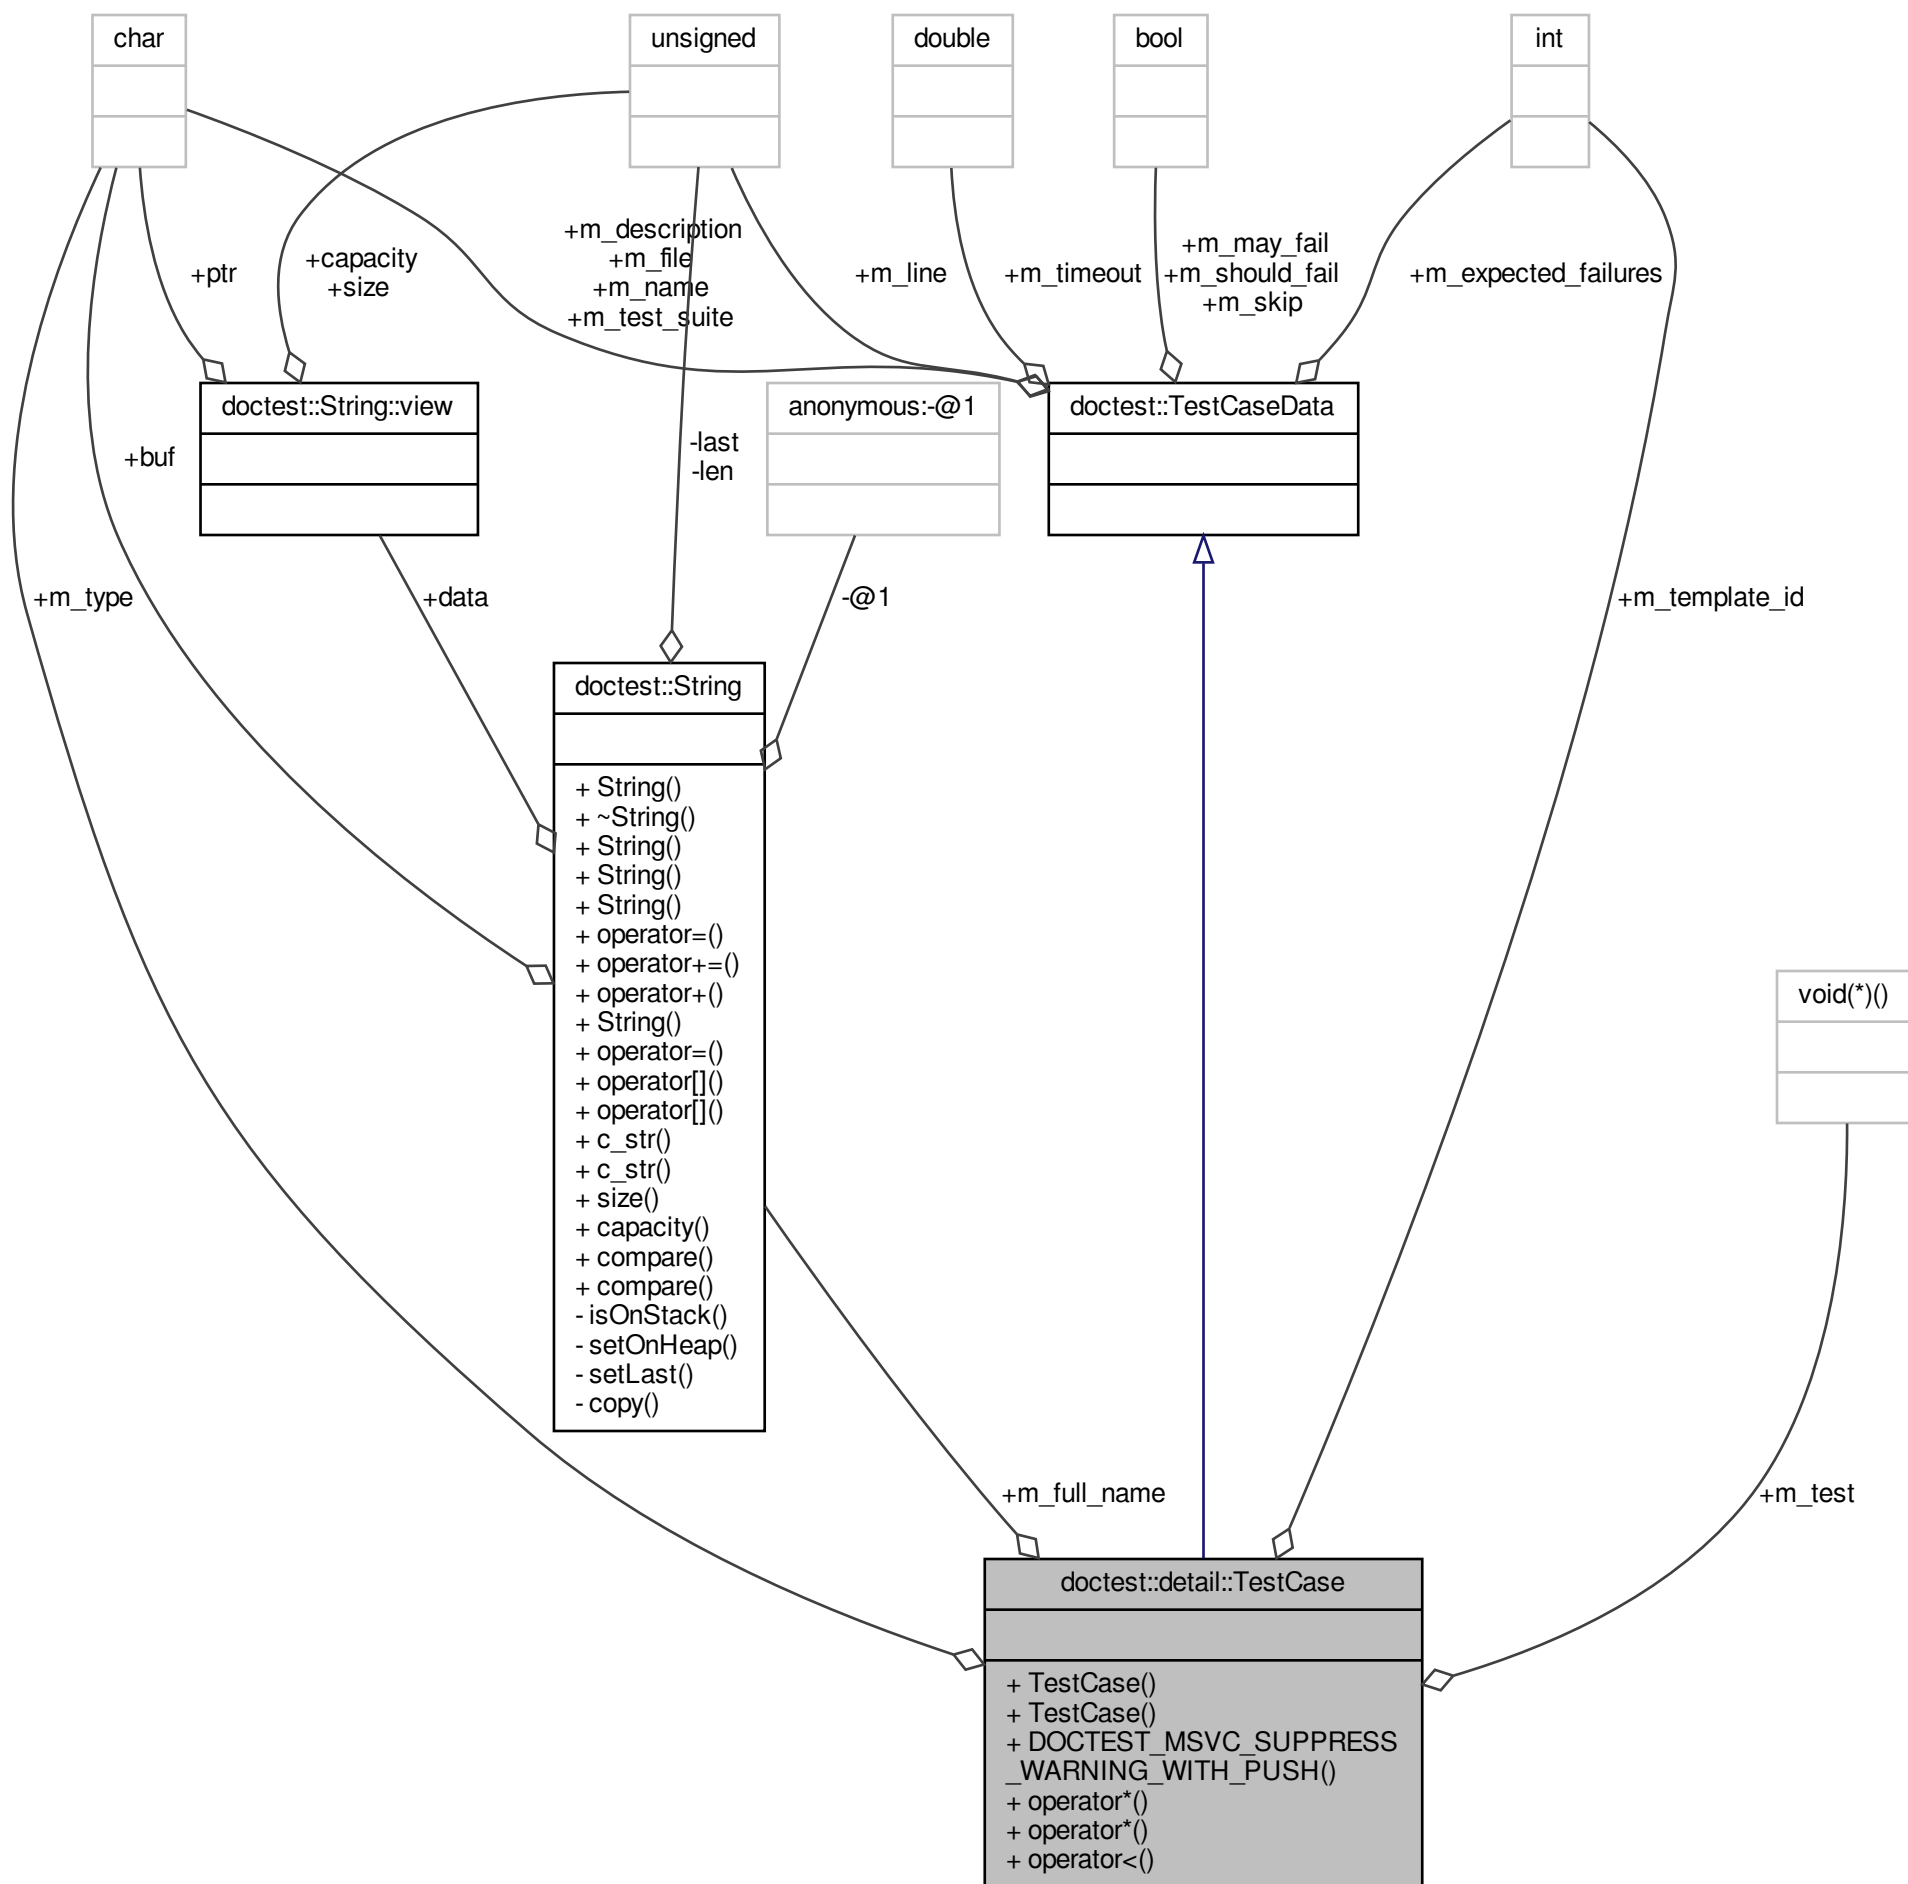 char
unsigned
double
bool
int
+m_description
+m_file
+m_name
+m_test_suite
+ptr
+capacity
+size
+m_line
+m_timeout
+m_may_fail
+m_should_fail
+m_skip
+m_expected_failures
doctest::String::view
anonymous:-@1
doctest::TestCaseData
+buf
-last
-len
+m_type
+data
-@1
+m_template_id
doctest::String
+ String()
+ ~String()
+ String()
+ String()
+ String()
+ operator=()
+ operator+=()
+ operator+()
+ String()
+ operator=()
+ operator[]()
+ operator[]()
+ c_str()
+ c_str()
+ size()
+ capacity()
+ compare()
+ compare()
- isOnStack()
- setOnHeap()
- setLast()
- copy()
void(*)()
+m_full_name
+m_test
doctest::detail::TestCase
+ TestCase()
+ TestCase()
+ DOCTEST_MSVC_SUPPRESS
_WARNING_WITH_PUSH()
+ operator*()
+ operator*()
+ operator<()